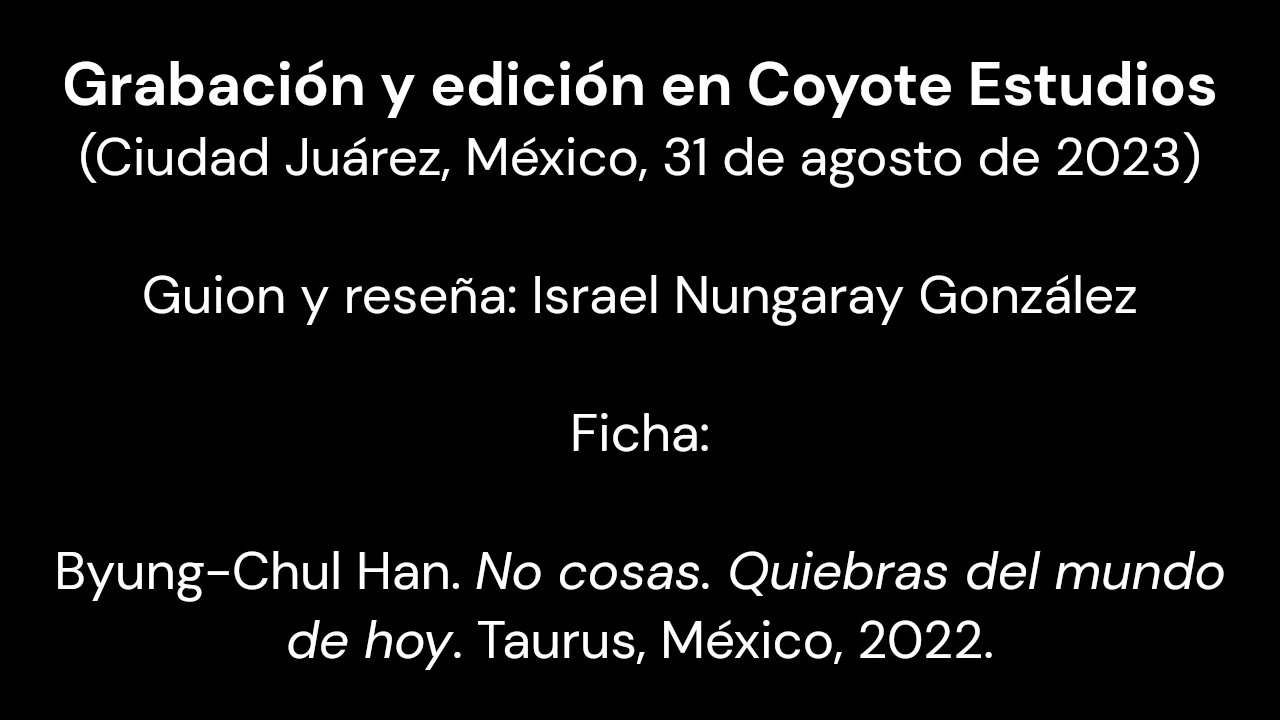 Grabación y edición en Coyote Estudios
(Ciudad Juárez, México, 31 de agosto de 2023)
Guion y reseña: Israel Nungaray González
Ficha:
Byung-Chul Han. No cosas. Quiebras del mundo
de hoy. Taurus, México, 2022.